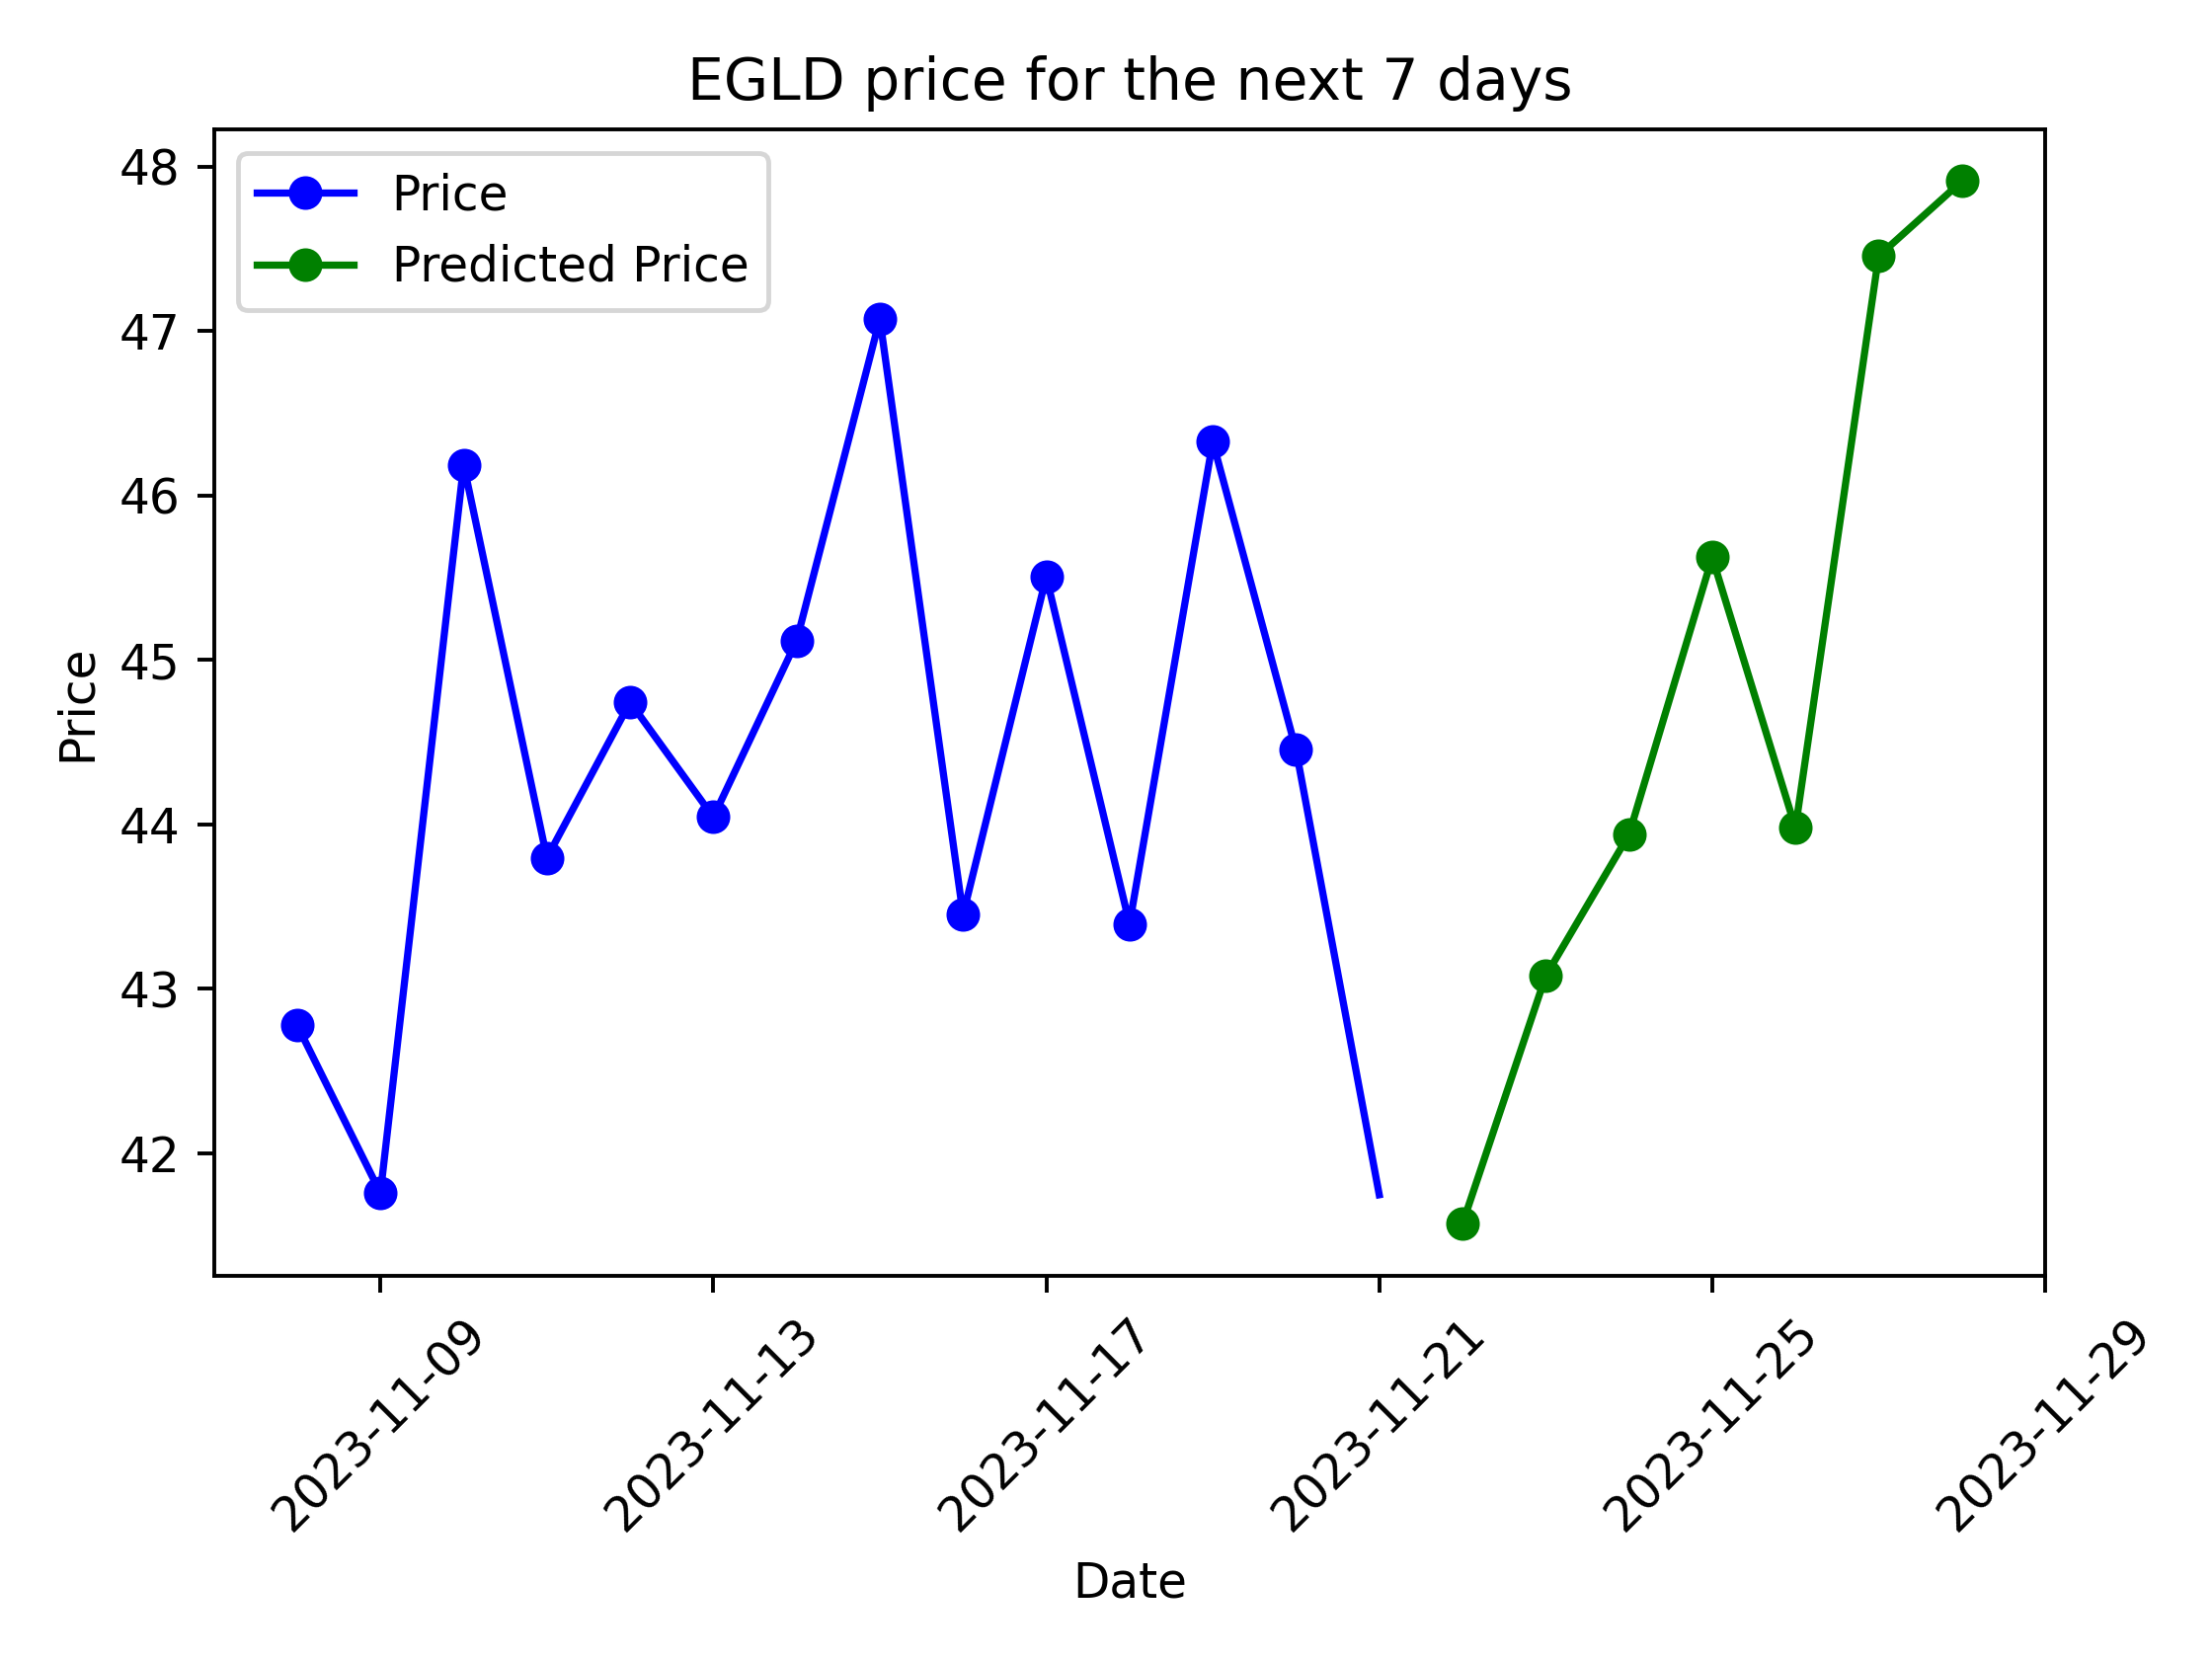 EGLD price for the next 7 days
Price
Predicted Price
48
47
46
45
44
43
42
Price
2023-11-09
2023-11-13
2023-11-17
2023-11-21
2023-11-25
2023-11-29
Date